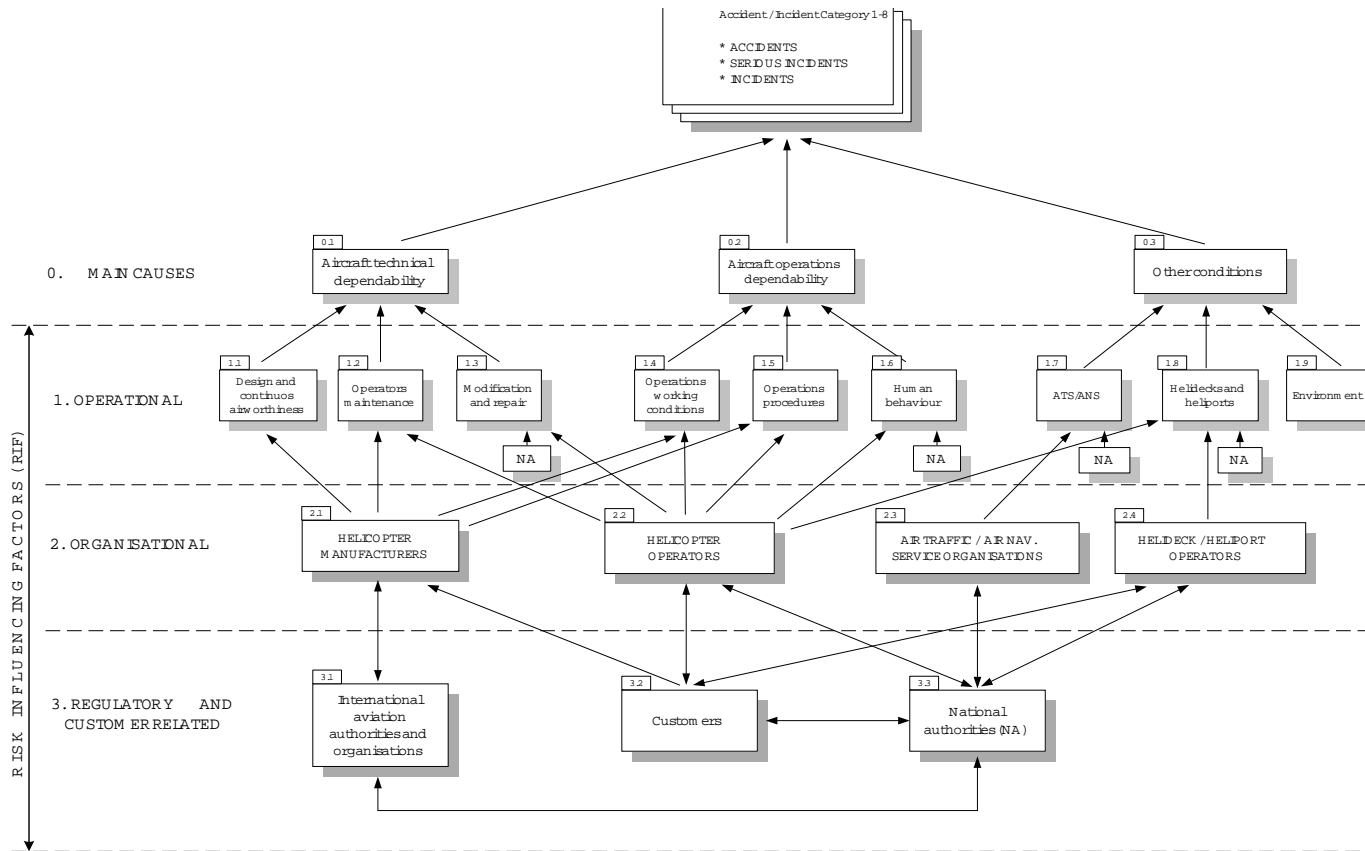 Accident/Incident Category 1-8
* ACCIDENTS
* SERIOUS INCIDENTS
* INCIDENTS
0.1
Aircraft technical
dependability
0.2
Aircraft operations
dependability
0.3
Other conditions
0. MAIN CAUSES
1.1
Design and
continuos
airworthiness
1.2
Operators
maintenance
1.3
Modification
and repair
1.4
Operations
working
conditions
1.5
Operations
procedures
1.6
Human
behaviour
1.7
ATS/ANS
1.8
Helidecks and
heliports
1.9
Environment
1. OPERATIONAL
NA
NA
NA
NA
2.1
HELICOPTER
MANUFACTURERS
2.2
HELICOPTER
OPERATORS
2.3
AIR TRAFFIC / AIR NAV.
SERVICE ORGANISATIONS
2.4
HELIDECK / HELIPORT
OPERATORS
2. ORGANISATIONAL
3.1
International
aviation
authorities and
organisations
3.2
Customers
3.3
National
authorities (NA)
3. REGULATORY AND
CUSTOMER RELATED
RISK INFLUENCING FACTORS (RIF)